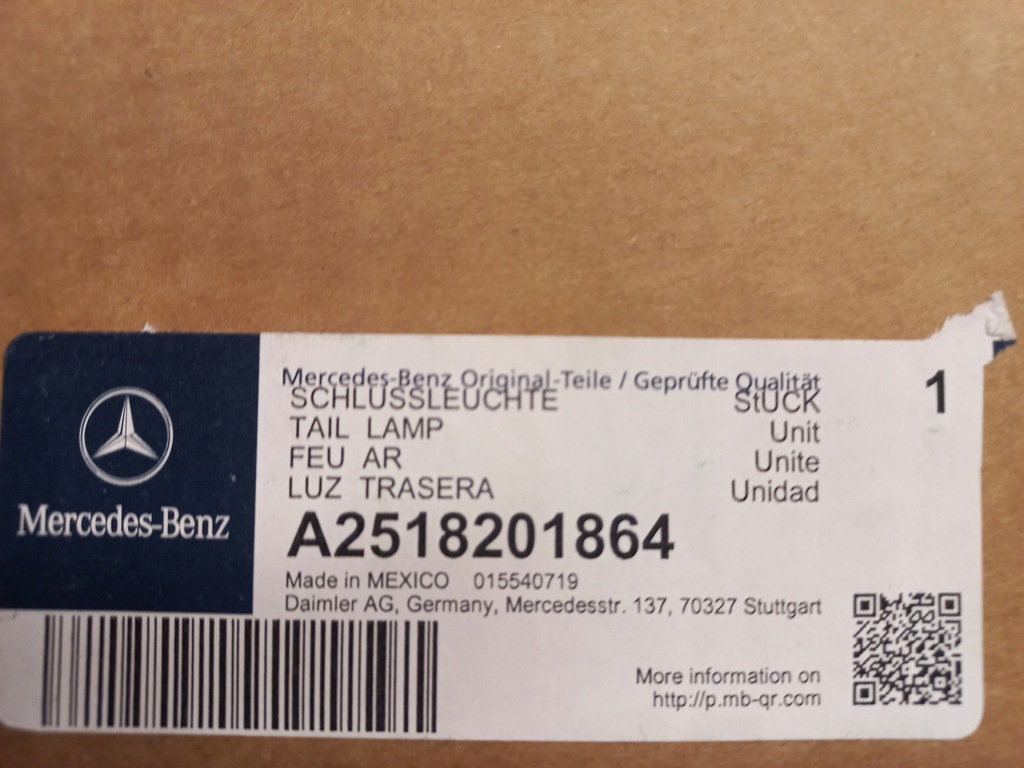 Mercedes-Benz Original-Teile / Geprüfte Qualität
SCHLUSSLEUCHTE StUCK 1
TAIL LAMP Unit
FEU AR Unite
LUZ TRASERA Unidad
Mercedes-Benz
A2518201864
Made in MEXICO 015540719
Daimler AG, Germany, Mercedesstr. 137, 70327 Stuttgart
More information on
http://p.mb-qr.com